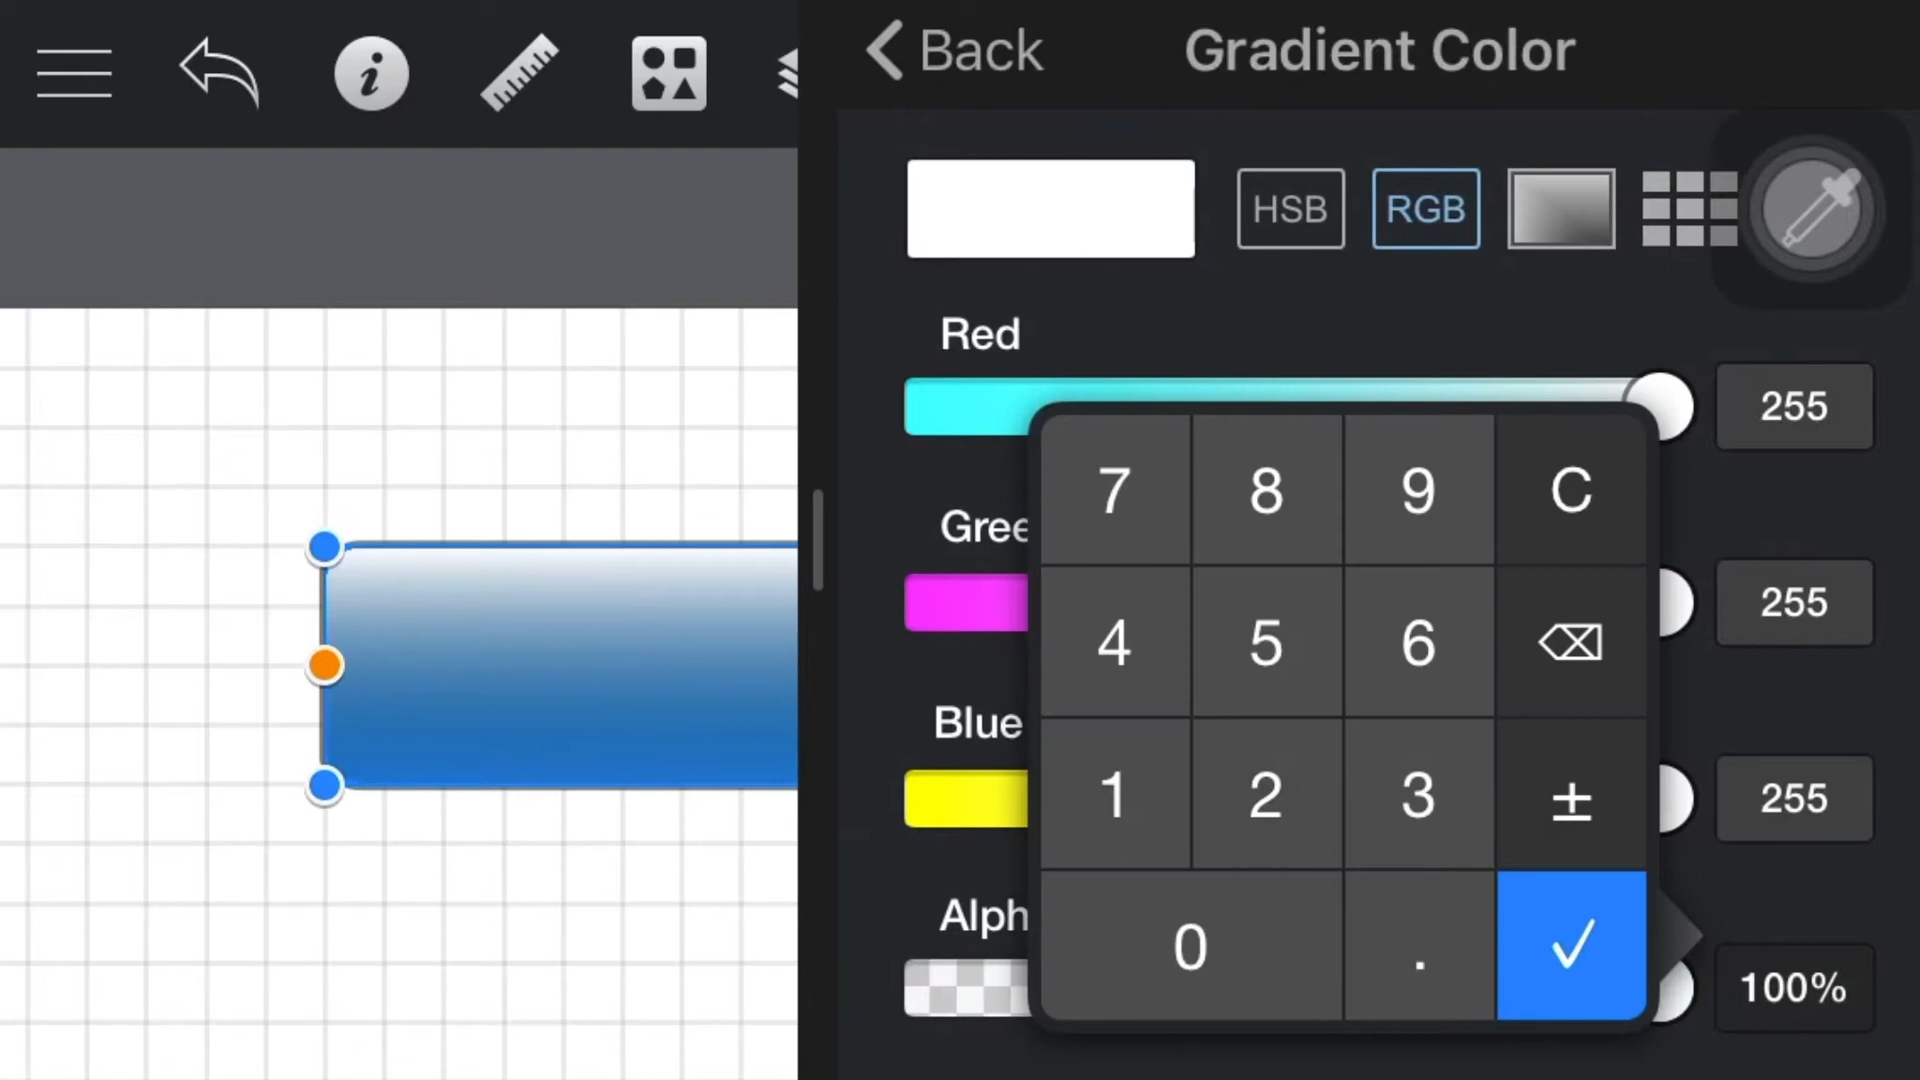 Back
Gradient Color
HSB
RGB
Red
255
Gree
255
Blue
255
Alph
100%
7 8 9 C
4 5 6
1 2 3 ±
0 .